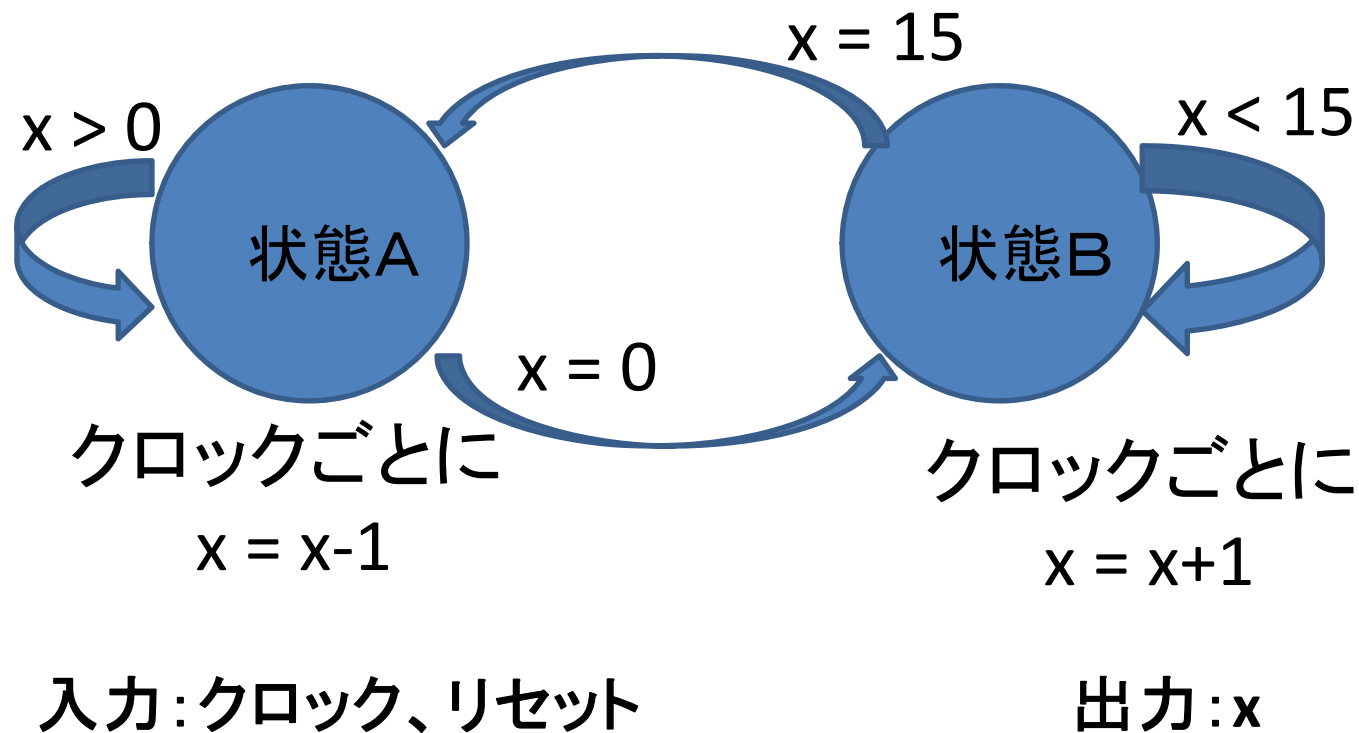 x = 15
x > 0
x < 15
状態A
状態B
x = 0
クロックごとに
x = x-1
クロックごとに
x = x+1
入力：クロック、リセット
出力：x